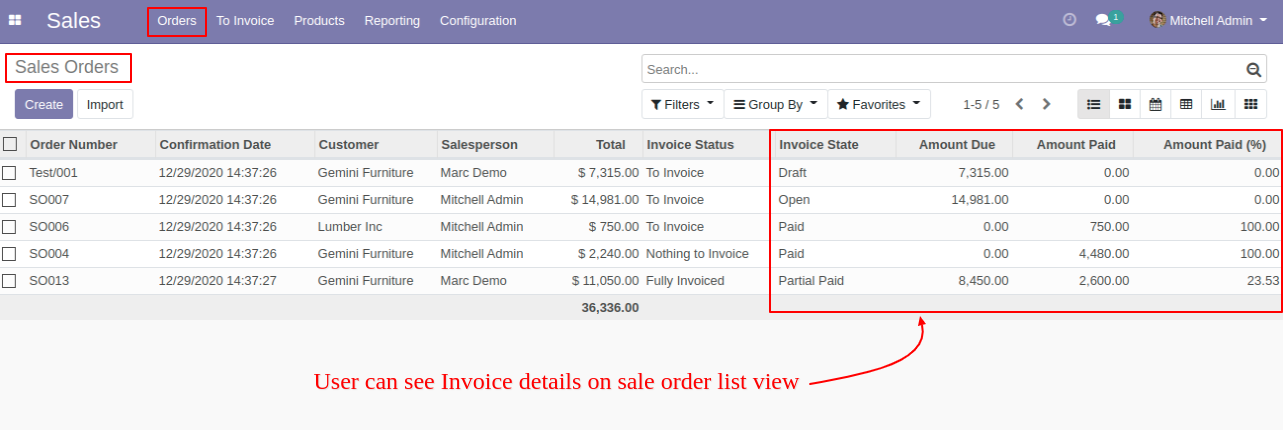 Sales Orders To Invoice Products Reporting Configuration 1 Mitchell Admin
Sales Orders Search...
Create Import Filters Group By Favorites 1-5 / 5
Order Number Confirmation Date Customer Salesperson Total Invoice Status Invoice State Amount Due Amount Paid Amount Paid (%)
Test/001 12/29/2020 14:37:26 Gemini Furniture Marc Demo $ 7,315.00 To Invoice Draft 7,315.00 0.00 0.00
SO007 12/29/2020 14:37:26 Gemini Furniture Mitchell Admin $ 14,981.00 To Invoice Open 14,981.00 0.00 0.00
SO006 12/29/2020 14:37:26 Lumber Inc Mitchell Admin $ 750.00 To Invoice Paid 0.00 750.00 100.00
SO004 12/29/2020 14:37:26 Gemini Furniture Mitchell Admin $ 2,240.00 Nothing to Invoice Paid 0.00 4,480.00 100.00
SO013 12/29/2020 14:37:27 Gemini Furniture Marc Demo $ 11,050.00 Fully Invoiced Partial Paid 8,450.00 2,600.00 23.53
36,336.00
User can see Invoice details on sale order list view